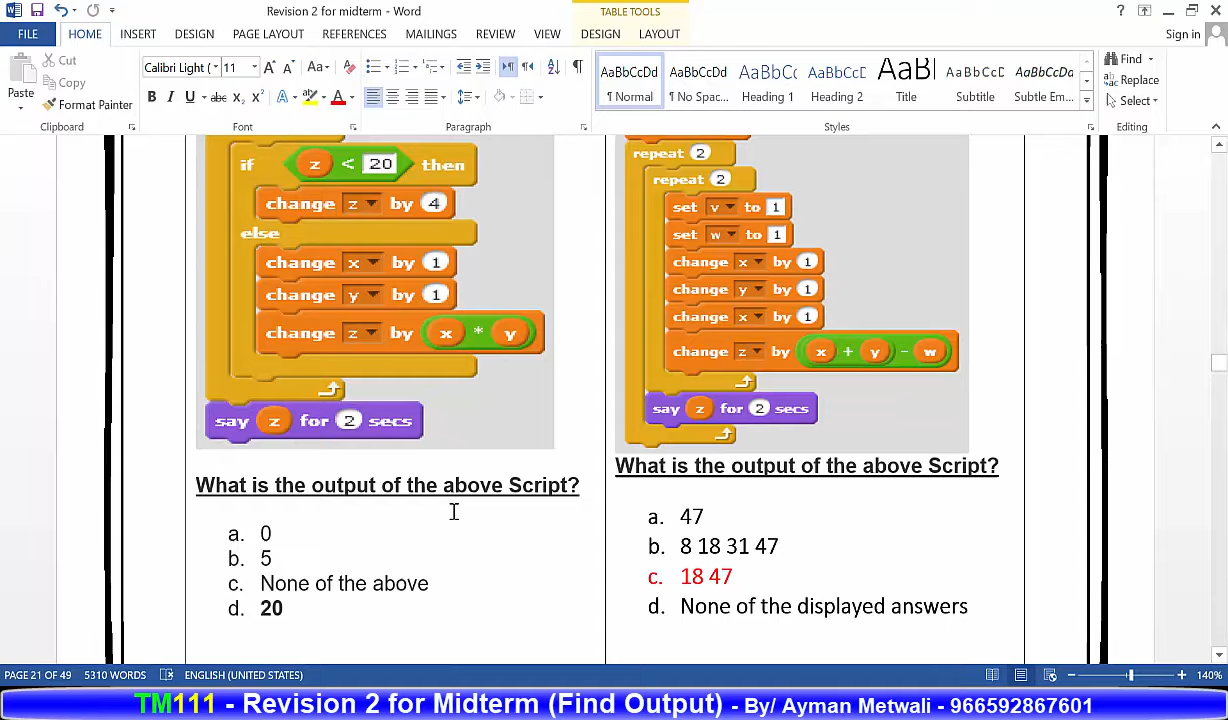 Revision 2 for midterm - Word
TABLE TOOLS
FILE HOME INSERT DESIGN PAGE LAYOUT REFERENCES MAILINGS REVIEW VIEW DESIGN LAYOUT Sign in
Paste
Cut
Copy
Format Painter
Clipboard
Calibri Light ( 11
Font
Paragraph
AaBbCcDd ¶ Normal
AaBbCcDd ¶ No Spac...
AaBbCc Heading 1
AaBbCcD Heading 2
AaB Title
AaBbCcD Subtitle
AaBbCcDd Subtle Em...
Styles
Find
Replace
Select
Editing
if z < 20 then
change z by 4
else
change x by 1
change y by 1
change z by x * y
say z for 2 secs
What is the output of the above Script?
a. 0
b. 5
c. None of the above
d. 20
repeat 2
repeat 2
set v to 1
set w to 1
change x by 1
change y by 1
change x by 1
change z by x + y - w
say z for 2 secs
What is the output of the above Script?
a. 47
b. 8 18 31 47
c. 18 47
d. None of the displayed answers
PAGE 21 OF 49 5310 WORDS ENGLISH (UNITED STATES) 140%
TM111 - Revision 2 for Midterm (Find Output) - By/ Ayman Metwali - 966592867601